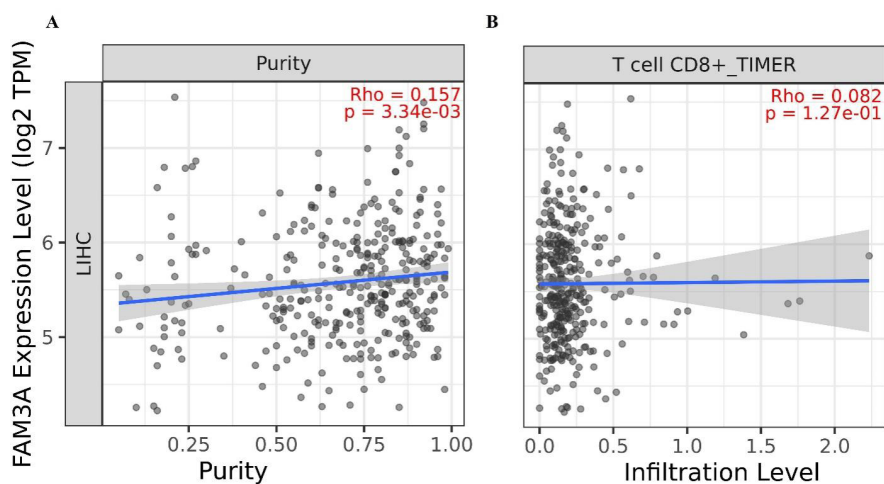 A
B
Purity
T cell CD8+_TIMER
Rho = 0.157
p = 3.34e-03
Rho = 0.082
p = 1.27e-01
FAM3A Expression Level (log2 TPM)
LIHC
7
6
5
0.25
0.50
0.75
1.00
0.0
0.5
1.0
1.5
2.0
Purity
Infiltration Level